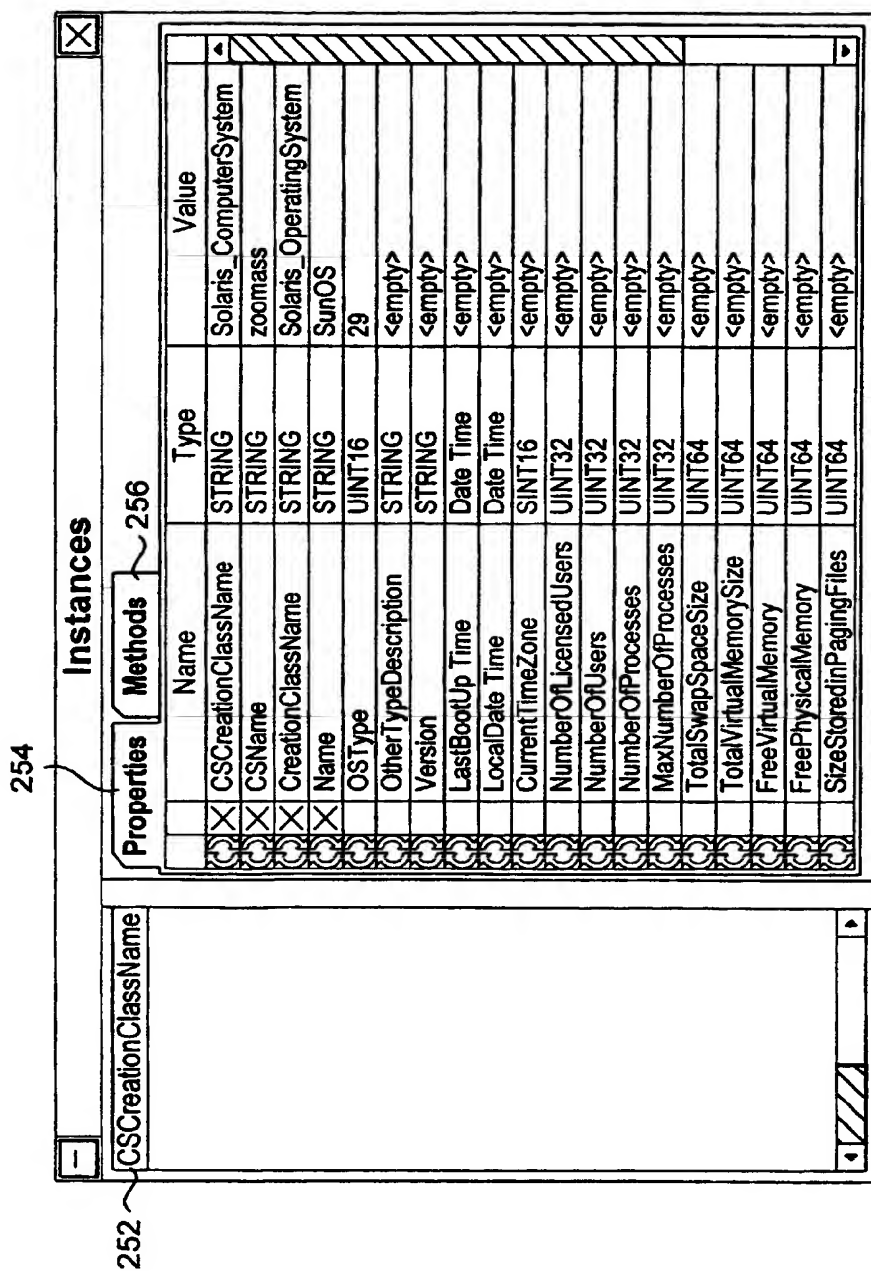 254
Instances
252
CSCreationClassName
Properties Methods 256
Name Type Value
CSCreationClassName STRING Solaris_ComputerSystem
CSName STRING zoomass
CreationClassName STRING Solaris_OperatingSystem
Name STRING SunOS
OSType UINT16 29
OtherTypeDescription STRING <empty>
Version STRING <empty>
LastBootUp Time Date Time <empty>
LocalDate Time Date Time <empty>
CurrentTimeZone SINT16 <empty>
NumberOfLicensedUsers UINT32 <empty>
NumberOfUsers UINT32 <empty>
NumberOfProcesses UINT32 <empty>
MaxNumberOfProcesses UINT32 <empty>
TotalSwapSpaceSize UINT64 <empty>
TotalVirtualMemorySize UINT64 <empty>
FreeVirtualMemory UINT64 <empty>
FreePhysicalMemory UINT64 <empty>
SizeStoredinPagingFiles UINT64 <empty>